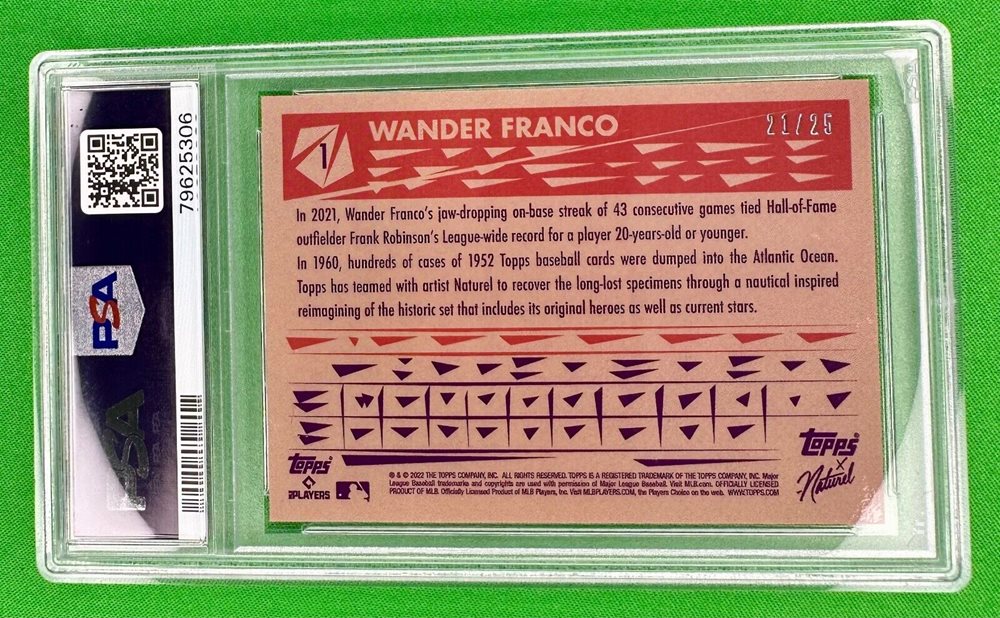 79625306
PSA
PSA
1
WANDER FRANCO
21/25
In 2021, Wander Franco's jaw-dropping on-base streak of 43 consecutive games tied Hall-of-Fame
outfielder Frank Robinson's League-wide record for a player 20-years-old or younger.
In 1960, hundreds of cases of 1952 Topps baseball cards were dumped into the Atlantic Ocean.
Topps has teamed with artist Naturel to recover the long-lost specimens through a nautical inspired
reimagining of the historic set that includes its original heroes as well as current stars.
Topps
PLAYERS
® & © 2022 THE TOPPS COMPANY, INC. ALL RIGHTS RESERVED. TOPPS IS A REGISTERED TRADEMARK OF THE TOPPS COMPANY, INC. Major
League Baseball trademarks and copyrights are used with permission of Major League Baseball. Visit MLB.com. OFFICIALLY LICENSED
PRODUCT OF MLB. Officially Licensed Product of MLB Players, Inc. Visit MLBPLAYERS.COM, the Players Choice on the web. WWW.TOPPS.COM
Topps
X
Naturel